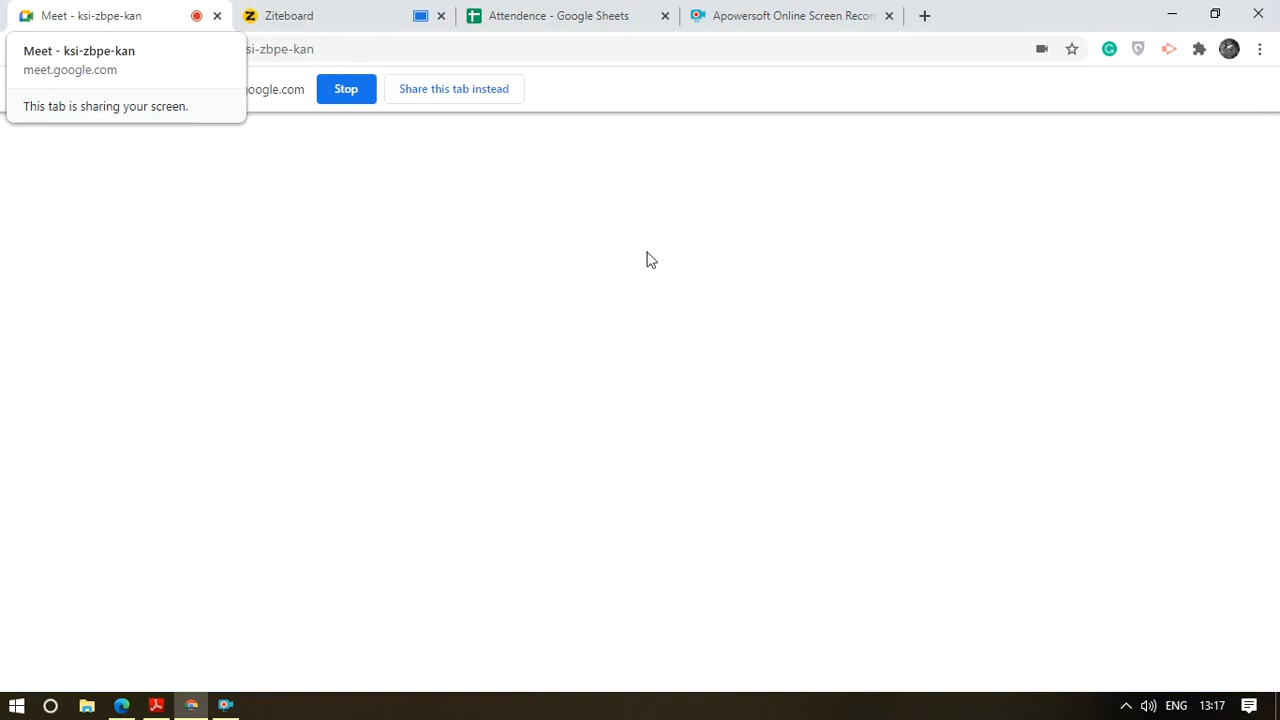 Meet - ksi-zbpe-kan
Ziteboard
Attendence - Google Sheets
Apowersoft Online Screen Recor
Meet - ksi-zbpe-kan
meet.google.com
This tab is sharing your screen.
si-zbpe-kan
oogle.com
Stop
Share this tab instead
ENG
13:17